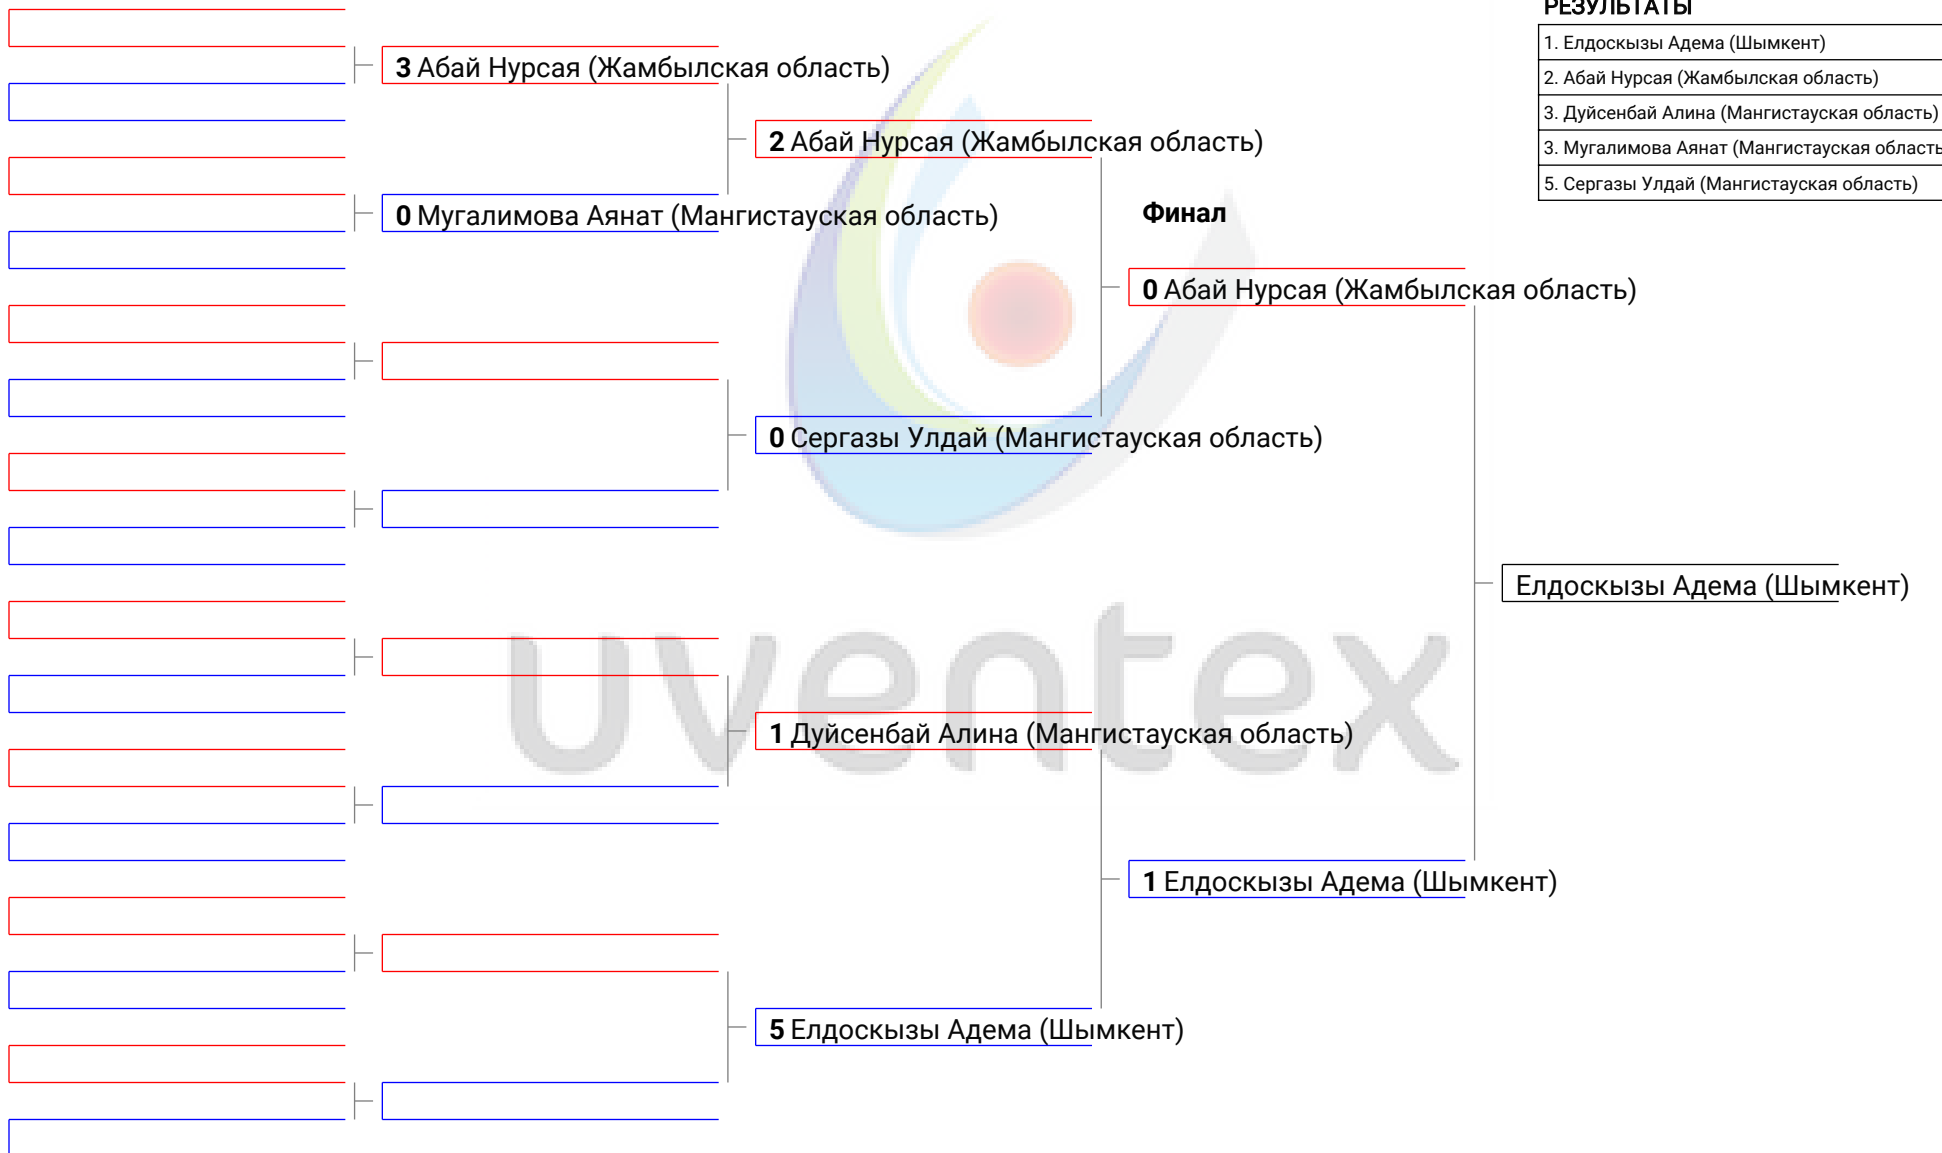 РЕЗУЛЬТАТЫ
1. Елдоскызы Адема (Шымкент)
2. Абай Нурсая (Жамбылская область)
3. Дуйсенбай Алина (Мангистауская область)
3. Мугалимова Аянат (Мангистауская область
5. Сергазы Улдай (Мангистауская область)
3 Абай Нурсая (Жамбылская область)
2 Абай Нурсая (Жамбылская область)
0 Мугалимова Аянат (Мангистауская область)
Финал
0 Абай Нурсая (Жамбылская область)
0 Сергазы Улдай (Мангистауская область)
Елдоскызы Адема (Шымкент)
uventex
1 Дуйсенбай Алина (Мангистауская область)
1 Елдоскызы Адема (Шымкент)
5 Елдоскызы Адема (Шымкент)